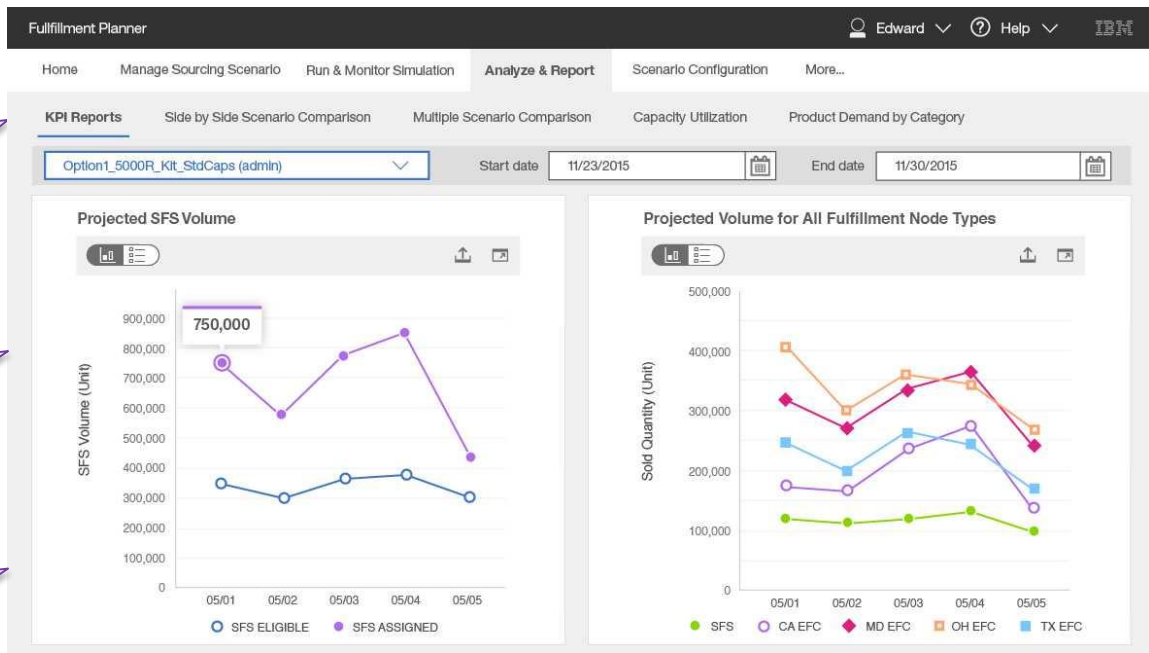 Fullfillment Planner
Edward
Help
IBM
Home
Manage Sourcing Scenario
Run & Monitor Simulation
Analyze & Report
Scenario Configuration
More...
KPI Reports
Side by Side Scenario Comparison
Multiple Scenario Comparison
Capacity Utilization
Product Demand by Category
Option1_5000R_Kit_StdCaps (admin)
Start date
11/23/2015
End date
11/30/2015
Projected SFS Volume
SFS Volume (Unit)
900,000
800,000
700,000
600,000
500,000
400,000
300,000
200,000
100,000
0
750,000
05/01 05/02 05/03 05/04 05/05
SFS ELIGIBLE SFS ASSIGNED
Projected Volume for All Fulfillment Node Types
Sold Quantity (Unit)
500,000
400,000
300,000
200,000
100,000
0
05/01 05/02 05/03 05/04 05/05
SFS CA EFC MD EFC OH EFC TX EFC